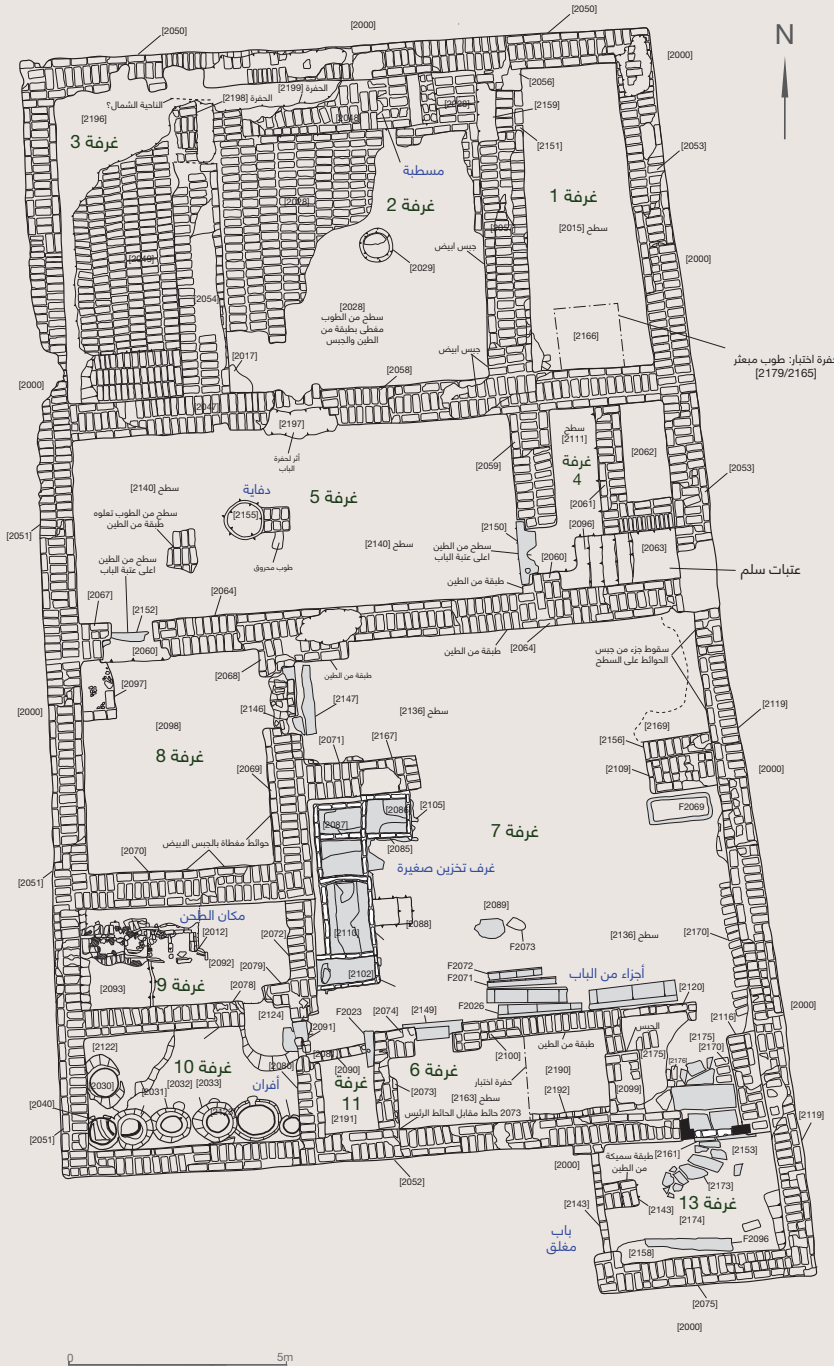 [2050]
[2000]
[2050]
N
[2000]
[2056]
[2159]
[2151]
الحفرة [2199]
الحفرة [2198]
الناحية الشمال؟
[2196]
غرفة 3
[2048]
مسطبة
غرفة 2
[2053]
غرفة 1
سطح [2015]
[2028]
[2029]
جبس ابيض
[2000]
[2049]
[2054]
[2028]
سطح من الطوب
مغطى بطبقة من
الطين والجبس
[2166]
حفرة اختبار: طوب مبعثر
[2179/2165]
جبس ابيض
[2017]
[2058]
[2000]
[2047]
[2197]
أثر لحفرة
الباب
سطح
[2111]
غرفة
4
[2062]
[2059]
[2053]
[2061]
سطح [2140]
دفاية
غرفة 5
[2155]
سطح من الطوب تعلوه
طبقة من الطين
[2051]
[2150]
[2096]
سطح [2140]
سطح من الطين
اعلى عتبة الباب
[2060]
[2063]
عتبات سلم
طوب محروق
سطح من الطين
اعلى عتبة الباب
طبقة من الطين
[2067]
[2152]
[2064]
[2060]
طبقة من الطين
[2064]
سقوط جزء من جبس
الحوائط على السطح
[2068]
طبقة من الطين
[2097]
[2147]
[2000]
[2146]
[2098]
سطح [2136]
[2119]
[2169]
غرفة 8
[2071]
[2167]
[2156]
[2000]
[2109]
[2069]
[2086]
[2105]
F2069
[2087]
غرفة 7
[2085]
حوائط مغطاة بالجبس الابيض
[2070]
غرف تخزين صغيرة
[2051]
مكان الطحن
[2089]
[2088]
[2012]
[2072]
[2110]
F2073
سطح [2136]
[2170]
[2092]
[2079]
[2102]
F2072
أجزاء من الباب
غرفة 9
F2071
[2093]
[2078]
[2120]
[2124]
F2023
[2074]
[2149]
F2026
[2000]
[2116]
الجبس
[2091]
[2122]
[2100]
طبقة من الطين
[2175]
[2170]
غرفة 10
[2090]
غرفة 6
[2175]
[2176]
[2080]
غرفة
11
حفرة اختبار
[2190]
[2030]
[2032]
[2033]
أفران
[2073]
[2192]
[2099]
[2031]
سطح [2163]
[2040]
[2191]
2073 حائط مقابل الحائط الرئيس
[2119]
[2051]
[2161]
[2153]
[2052]
[2000]
طبقة سميكة
من الطين
[2173]
[2143]
[2143]
غرفة 13
[2174]
باب
مغلق
F2096
[2158]
[2075]
[2000]
0
5m